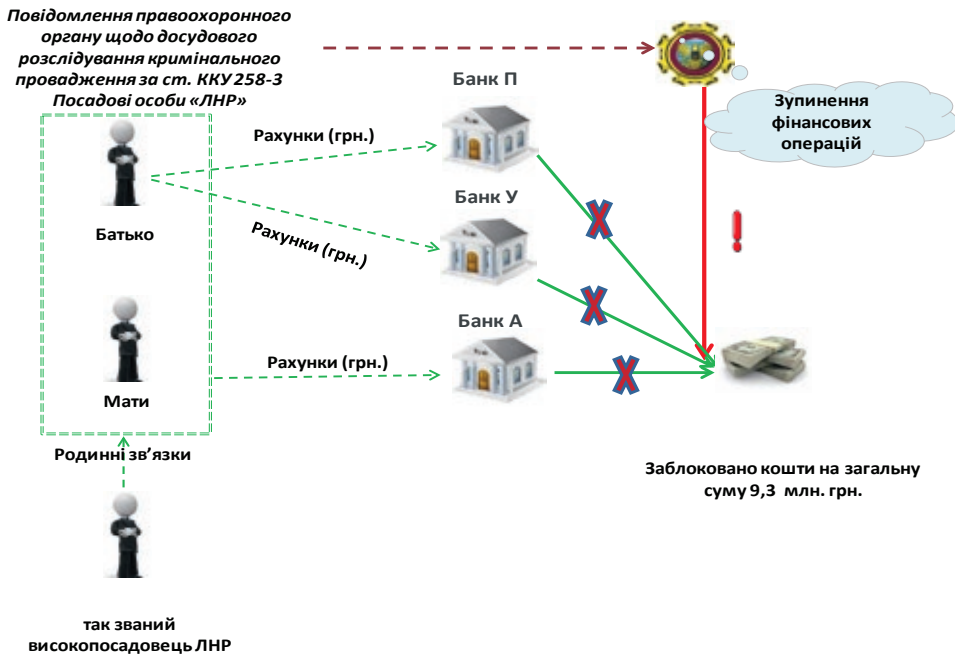 Повідомлення правоохоронного
органу щодо досудового
розслідування кримінального
провадження за ст. ККУ 258-3
Посадові особи «ЛНР»
Банк П
Зупинення
фінансових
операцій
Рахунки (грн.)
Банк У
Батько
Рахунки (грн.)
Банк А
Рахунки (грн.)
Мати
Родинні зв’язки
Заблоковано кошти на загальну
суму 9,3 млн. грн.
так званий
високопосадовець ЛНР